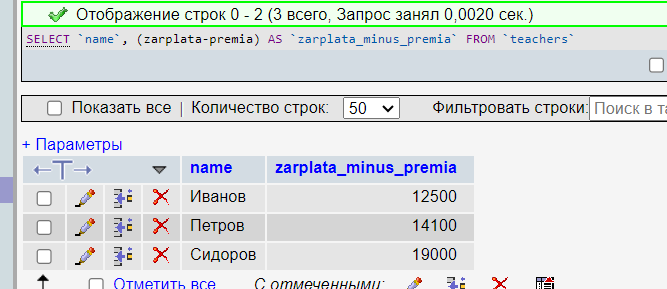 Отображение строк 0 - 2 (3 всего, Запрос занял 0,0020 сек.)
SELECT `name`, (zarplata-premia) AS `zarplata_minus_premia` FROM `teachers`
Показать все | Количество строк: 50 Фильтровать строки: Поиск в та
+ Параметры
←T→ name zarplata_minus_premia
Иванов 12500
Петров 14100
Сидоров 19000
Отметить все С отмеченными: